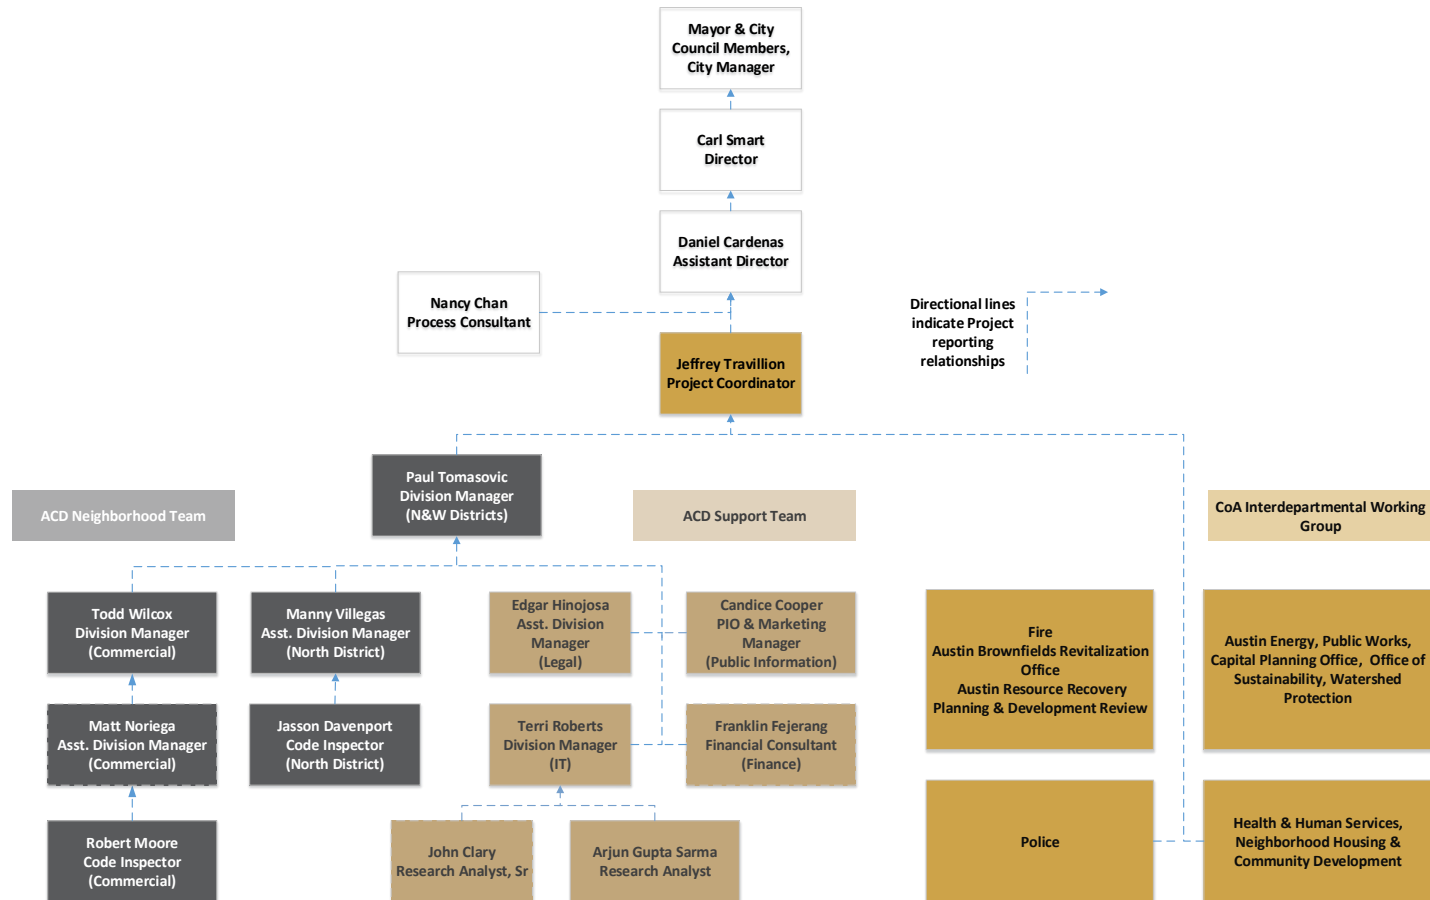 Mayor & City
Council Members,
City Manager
Carl Smart
Director
Daniel Cardenas
Assistant Director
Nancy Chan
Process Consultant
Directional lines
indicate Project
reporting
relationships
Jeffrey Travillion
Project Coordinator
Paul Tomasovic
Division Manager
(N&W Districts)
ACD Neighborhood Team
ACD Support Team
CoA Interdepartmental Working
Group
Todd Wilcox
Division Manager
(Commercial)
Manny Villegas
Asst. Division Manager
(North District)
Edgar Hinojosa
Asst. Division
Manager
(Legal)
Candice Cooper
PIO & Marketing
Manager
(Public Information)
Fire
Austin Brownfields Revitalization
Office
Austin Resource Recovery
Planning & Development Review
Austin Energy, Public Works,
Capital Planning Office, Office of
Sustainability, Watershed
Protection
Matt Noriega
Asst. Division Manager
(Commercial)
Jasson Davenport
Code Inspector
(North District)
Terri Roberts
Division Manager
(IT)
Franklin Fejerang
Financial Consultant
(Finance)
Robert Moore
Code Inspector
(Commercial)
John Clary
Research Analyst, Sr
Arjun Gupta Sarma
Research Analyst
Police
Health & Human Services,
Neighborhood Housing &
Community Development